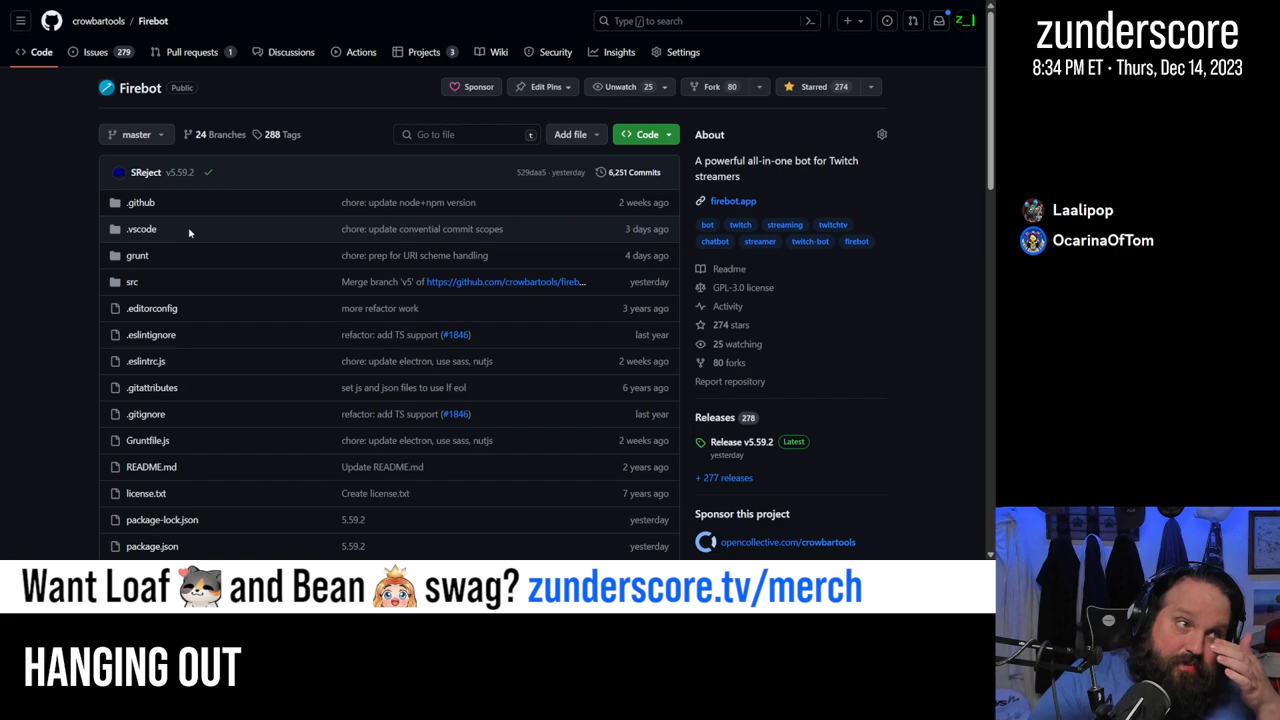 crowbartools / Firebot
Type / to search
Code
Issues 279
Pull requests 1
Discussions
Actions
Projects 3
Wiki
Security
Insights
Settings
Firebot Public
Sponsor
Edit Pins
Unwatch 25
Fork 80
Starred 274
master
24 Branches
288 Tags
Go to file t
Add file
Code
SReject v5.59.2
529daa5 · yesterday
6,251 Commits
.github chore: update node+npm version 2 weeks ago
.vscode chore: update convential commit scopes 3 days ago
grunt chore: prep for URI scheme handling 4 days ago
src Merge branch 'v5' of https://github.com/crowbartools/fireb... yesterday
.editorconfig more refactor work 3 years ago
.eslintignore refactor: add TS support (#1846) last year
.eslintrc.js chore: update electron, use sass, nutjs 2 weeks ago
.gitattributes set js and json files to use lf eol 6 years ago
.gitignore refactor: add TS support (#1846) last year
Gruntfile.js chore: update electron, use sass, nutjs 2 weeks ago
README.md Update README.md 2 years ago
license.txt Create license.txt 7 years ago
package-lock.json 5.59.2 yesterday
package.json 5.59.2 yesterday
About
A powerful all-in-one bot for Twitch
streamers
firebot.app
bot twitch streaming twitchtv
chatbot streamer twitch-bot firebot
Readme
GPL-3.0 license
Activity
274 stars
25 watching
80 forks
Report repository
Releases 278
Release v5.59.2 Latest
yesterday
+ 277 releases
Sponsor this project
opencollective.com/crowbartools
zunderscore
8:34 PM ET • Thurs, Dec 14, 2023
Laalipop
OcarinaOfTom
Want Loaf and Bean swag? zunderscore.tv/merch
HANGING OUT